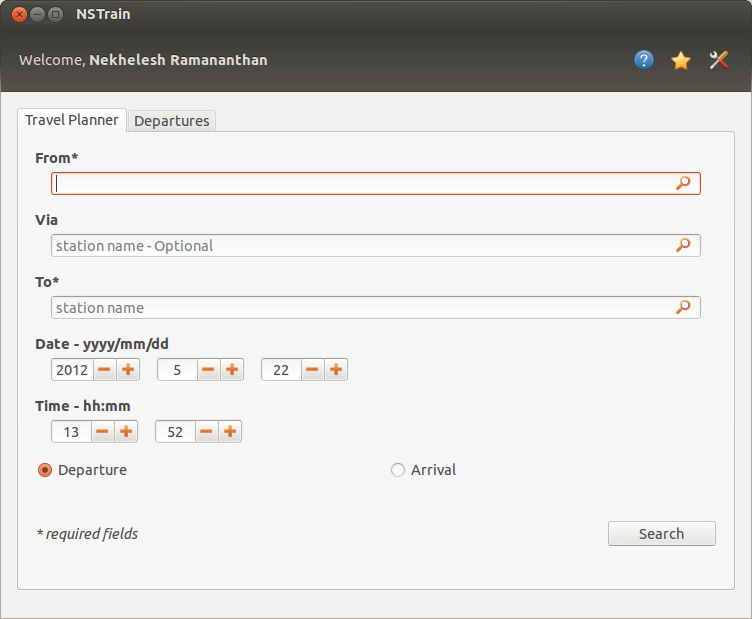 NSTrain
Welcome, Nekhelesh Ramananthan
Travel Planner Departures
From*
Via
station name - Optional
To*
station name
Date - yyyy/mm/dd
2012 5 22
Time - hh:mm
13 52
Departure Arrival
* required fields Search